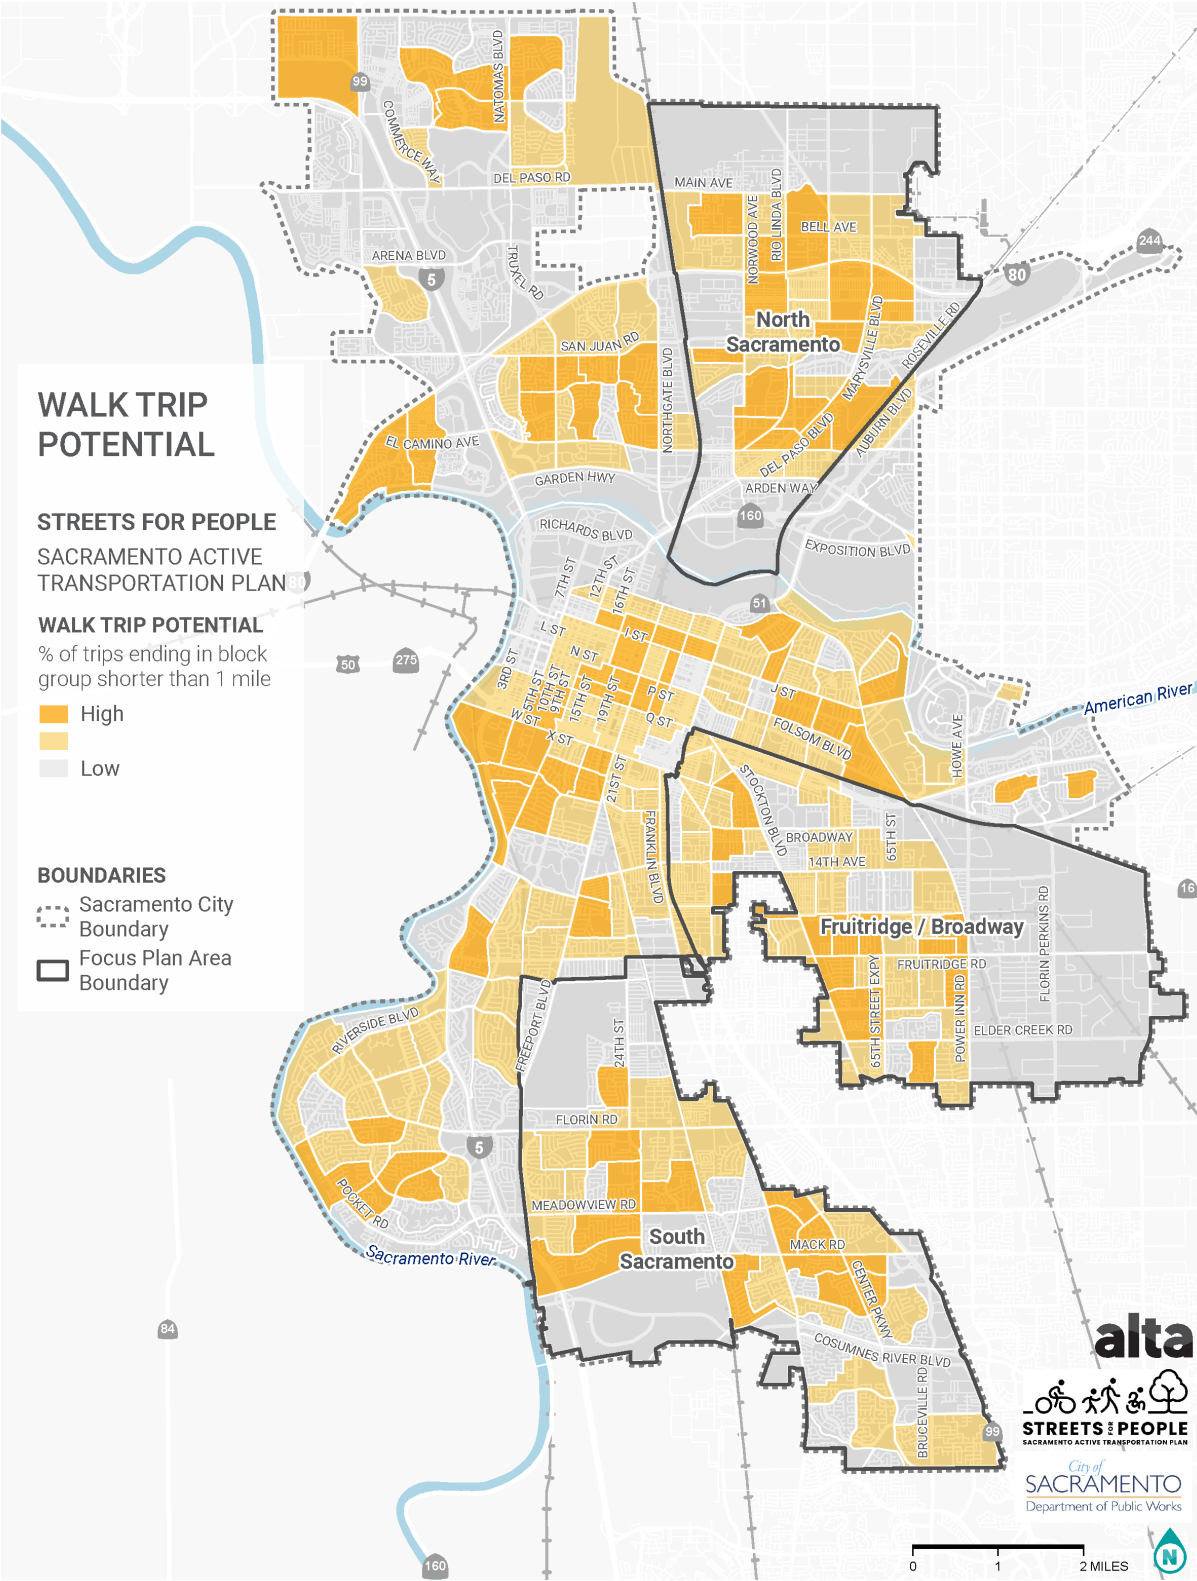 WALK TRIP
POTENTIAL
STREETS FOR PEOPLE
SACRAMENTO ACTIVE
TRANSPORTATION PLAN
WALK TRIP POTENTIAL
% of trips ending in block
group shorter than 1 mile
High
Low
BOUNDARIES
Sacramento City
Boundary
Focus Plan Area
Boundary
99
COMMERCE WAY
NATOMAS BLVD
DEL PASO RD
MAIN AVE
NORWOOD AVE
RIO LINDA BLVD
BELL AVE
244
80
ARENA BLVD
5
TRUXEL RD
SAN JUAN RD
NORTHGATE BLVD
North
Sacramento
MARYSVILLE BLVD
ROSEVILLE RD
AUBURN BLVD
DEL PASO BLVD
ARDEN WAY
160
EL CAMINO AVE
GARDEN HWY
RICHARDS BLVD
EXPOSITION BLVD
80
50
275
7TH ST
12TH ST
16TH ST
51
L ST
I ST
N ST
3RD ST
5TH ST
10TH ST
9TH ST
15TH ST
19TH ST
P ST
Q ST
J ST
W ST
X ST
FOLSOM BLVD
HOWE AVE
American River
21ST ST
FRANKLIN BLVD
STOCKTON BLVD
BROADWAY
14TH AVE
65TH ST
16
Fruitridge / Broadway
FRUITRIDGE RD
FLORIN PERKINS RD
65TH STREET EXPY
POWER INN RD
ELDER CREEK RD
RIVERSIDE BLVD
FREEPORT BLVD
24TH ST
FLORIN RD
5
POCKET RD
MEADOWVIEW RD
Sacramento River
South
Sacramento
MACK RD
CENTER PKWY
COSUMNES RIVER BLVD
BRUCEVILLE RD
99
84
160
alta
STREETS FOR PEOPLE
SACRAMENTO ACTIVE TRANSPORTATION PLAN
City of
SACRAMENTO
Department of Public Works
N
0 1 2 MILES